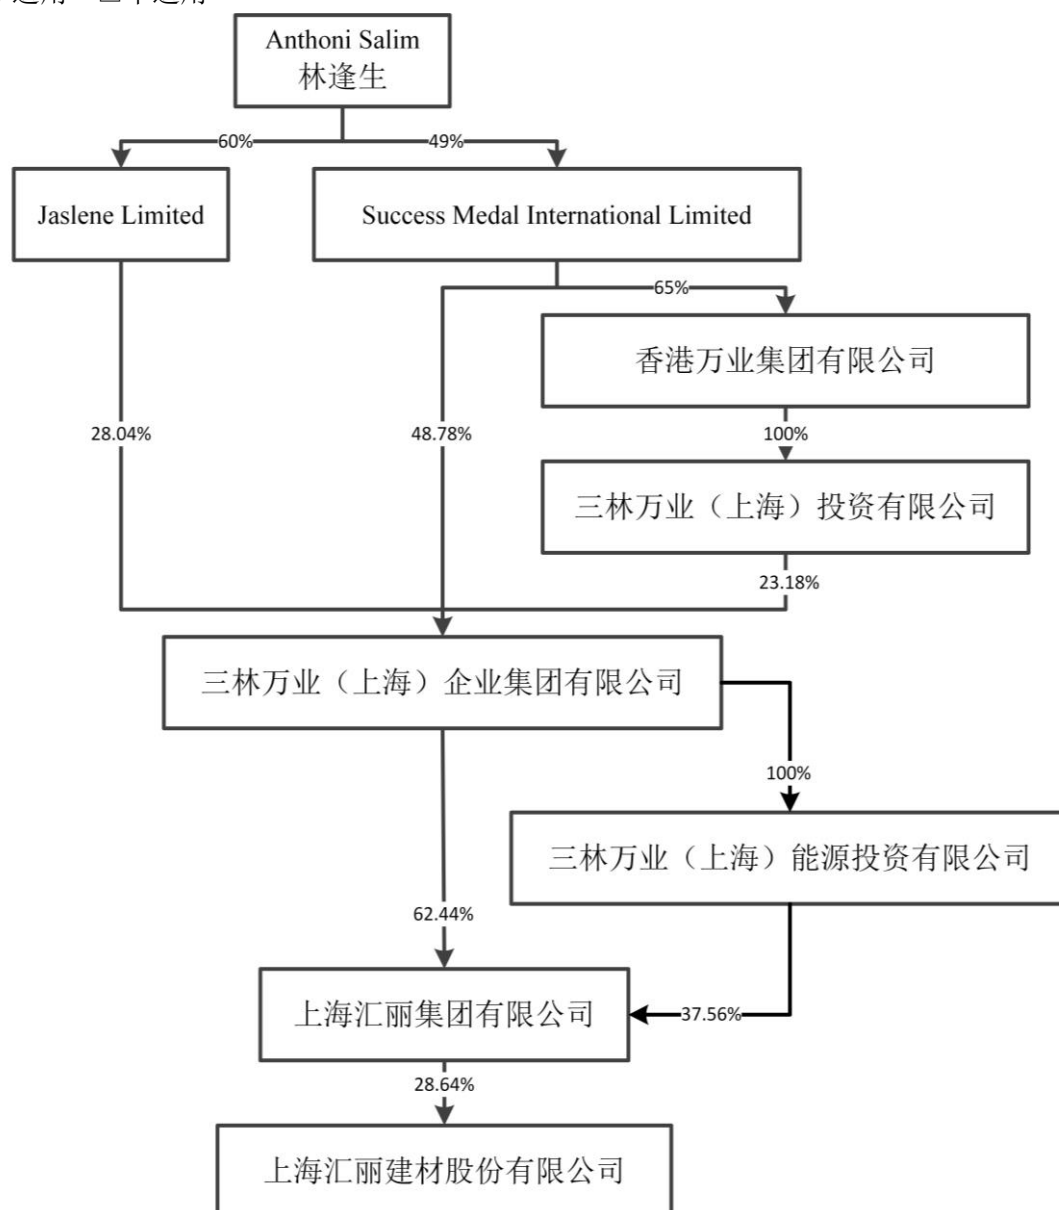 Anthoni Salim
林逢生
60%
49%
Jaslene Limited
Success Medal International Limited
65%
香港万业集团有限公司
28.04%
48.78%
100%
三林万业（上海）投资有限公司
23.18%
三林万业（上海）企业集团有限公司
100%
三林万业（上海）能源投资有限公司
62.44%
上海汇丽集团有限公司
37.56%
28.64%
上海汇丽建材股份有限公司